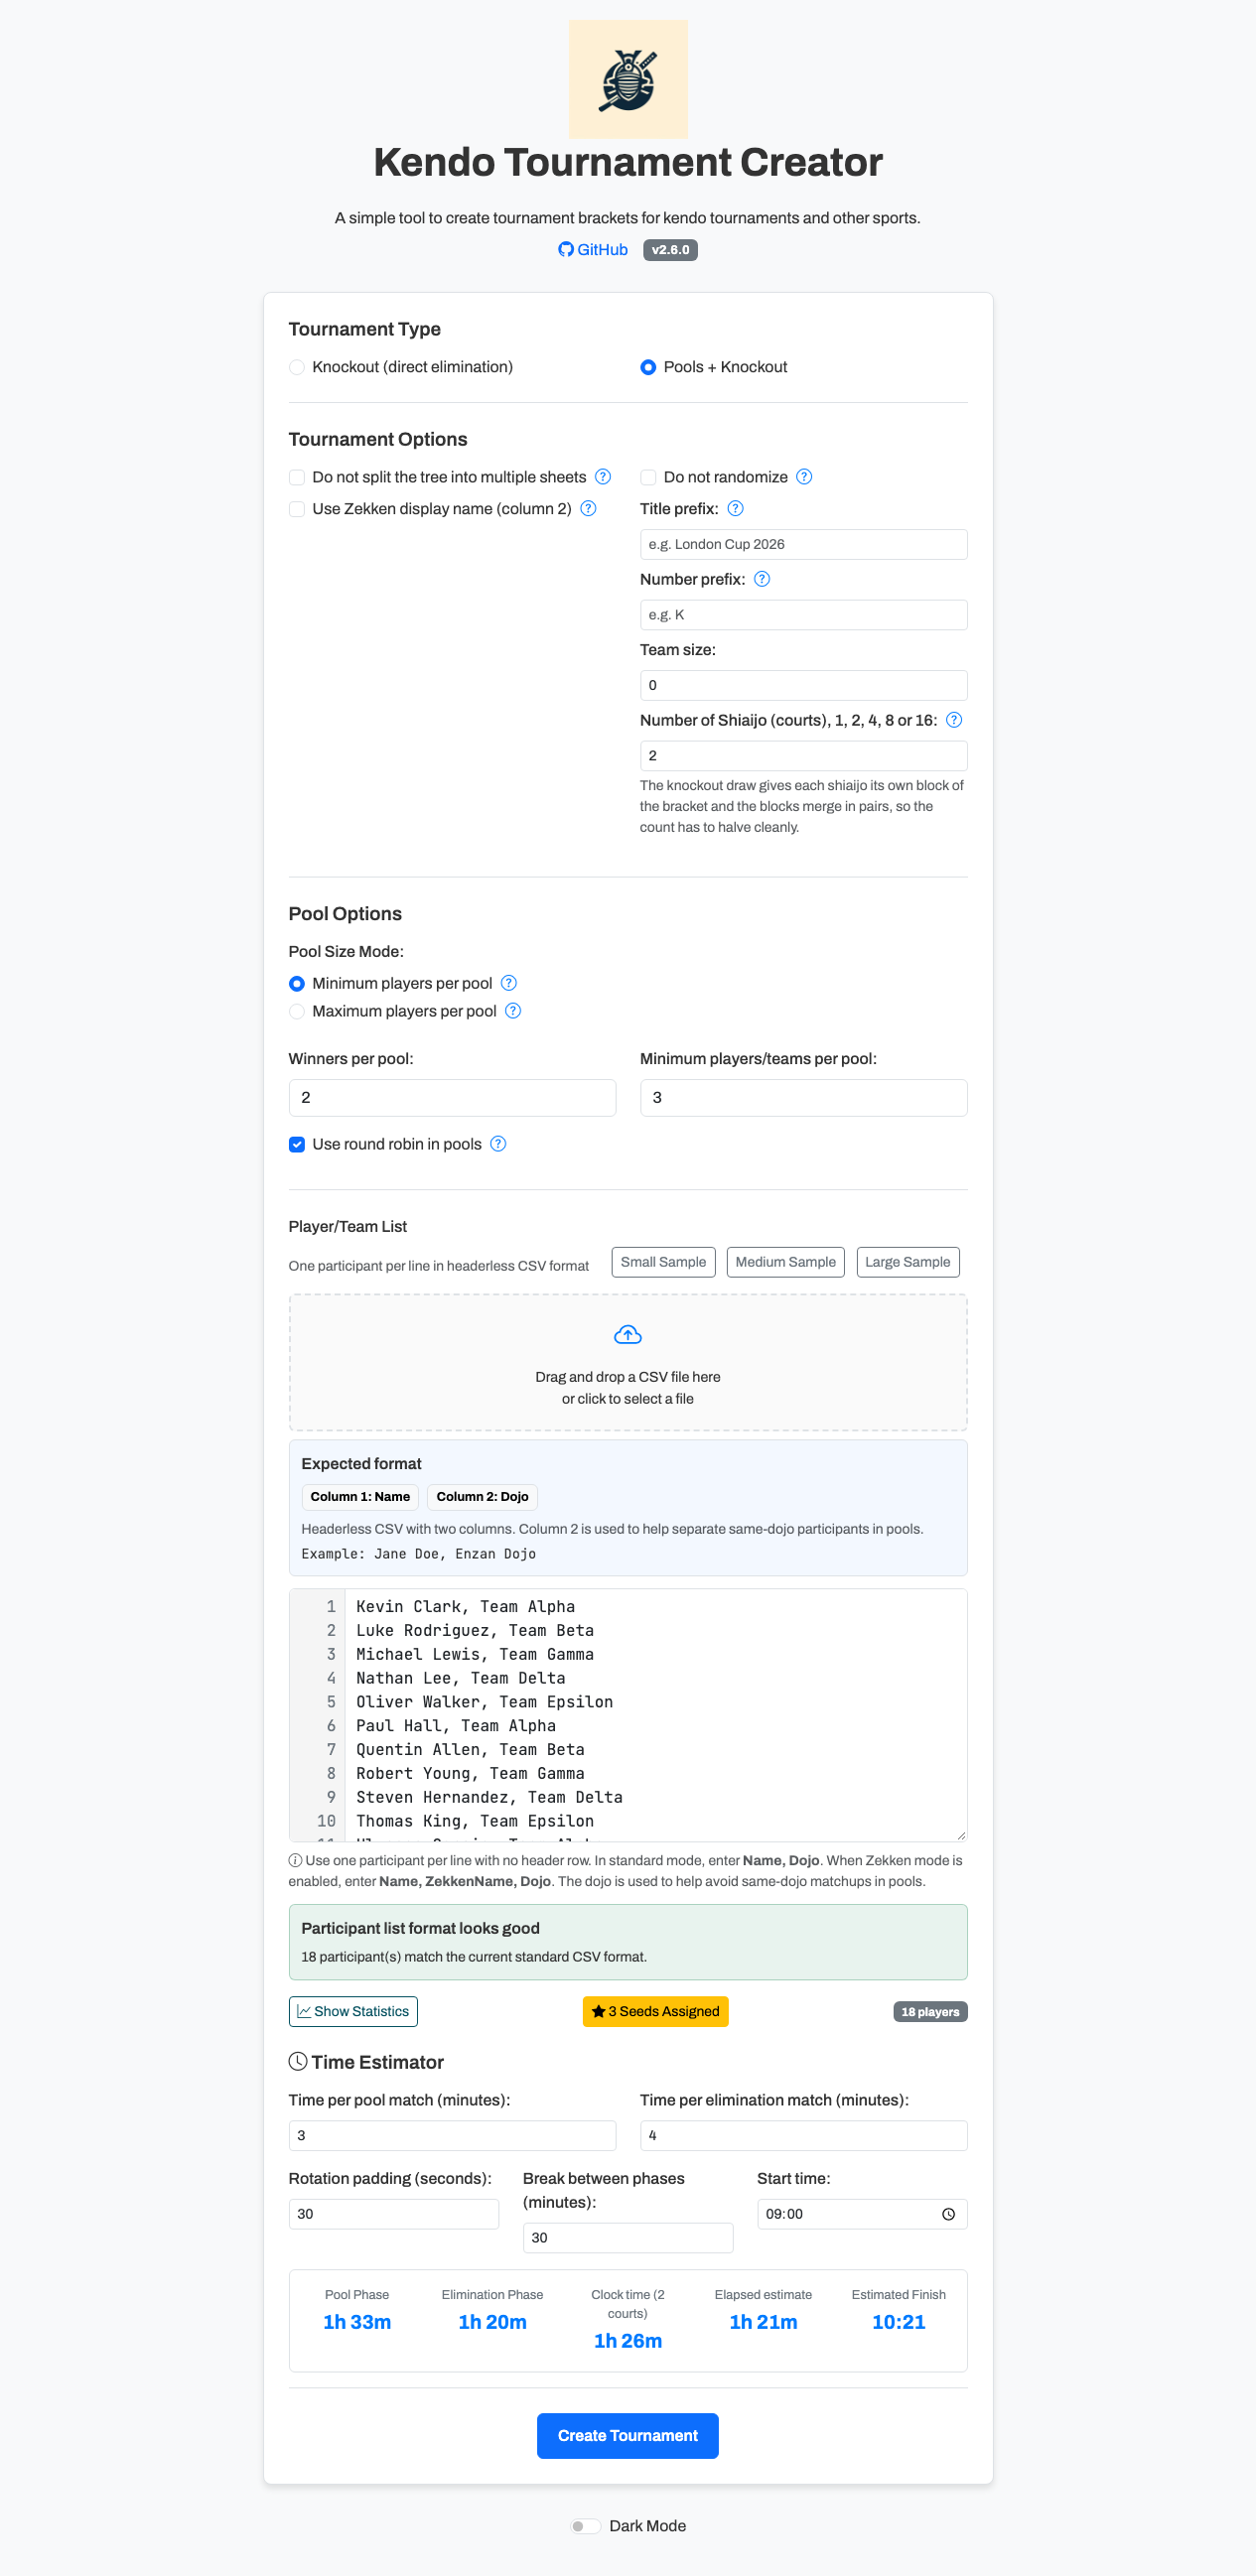 Kendo Tournament Creator
A simple tool to create tournament brackets for kendo tournaments and other sports.
GitHub v2.6.0
Tournament Type
Knockout (direct elimination) Pools + Knockout
Tournament Options
Do not split the tree into multiple sheets
Do not randomize
Use Zekken display name (column 2)
Title prefix:
e.g. London Cup 2026
Number prefix:
e.g. K
Team size:
0
Number of Shiaijo (courts), 1, 2, 4, 8 or 16:
2
The knockout draw gives each shiaijo its own block of
the bracket and the blocks merge in pairs, so the
count has to halve cleanly.
Pool Options
Pool Size Mode:
Minimum players per pool
Maximum players per pool
Winners per pool:
2
Minimum players/teams per pool:
3
Use round robin in pools
Player/Team List
One participant per line in headerless CSV format
Small Sample Medium Sample Large Sample
Drag and drop a CSV file here
or click to select a file
Expected format
Column 1: Name Column 2: Dojo
Headerless CSV with two columns. Column 2 is used to help separate same-dojo participants in pools.
Example: Jane Doe, Enzan Dojo
1 Kevin Clark, Team Alpha
2 Luke Rodriguez, Team Beta
3 Michael Lewis, Team Gamma
4 Nathan Lee, Team Delta
5 Oliver Walker, Team Epsilon
6 Paul Hall, Team Alpha
7 Quentin Allen, Team Beta
8 Robert Young, Team Gamma
9 Steven Hernandez, Team Delta
10 Thomas King, Team Epsilon
Use one participant per line with no header row. In standard mode, enter Name, Dojo. When Zekken mode is
enabled, enter Name, ZekkenName, Dojo. The dojo is used to help avoid same-dojo matchups in pools.
Participant list format looks good
18 participant(s) match the current standard CSV format.
Show Statistics 3 Seeds Assigned 18 players
Time Estimator
Time per pool match (minutes):
3
Time per elimination match (minutes):
4
Rotation padding (seconds):
30
Break between phases
(minutes):
30
Start time:
09:00
Pool Phase
1h 33m
Elimination Phase
1h 20m
Clock time (2
courts)
1h 26m
Elapsed estimate
1h 21m
Estimated Finish
10:21
Create Tournament
Dark Mode